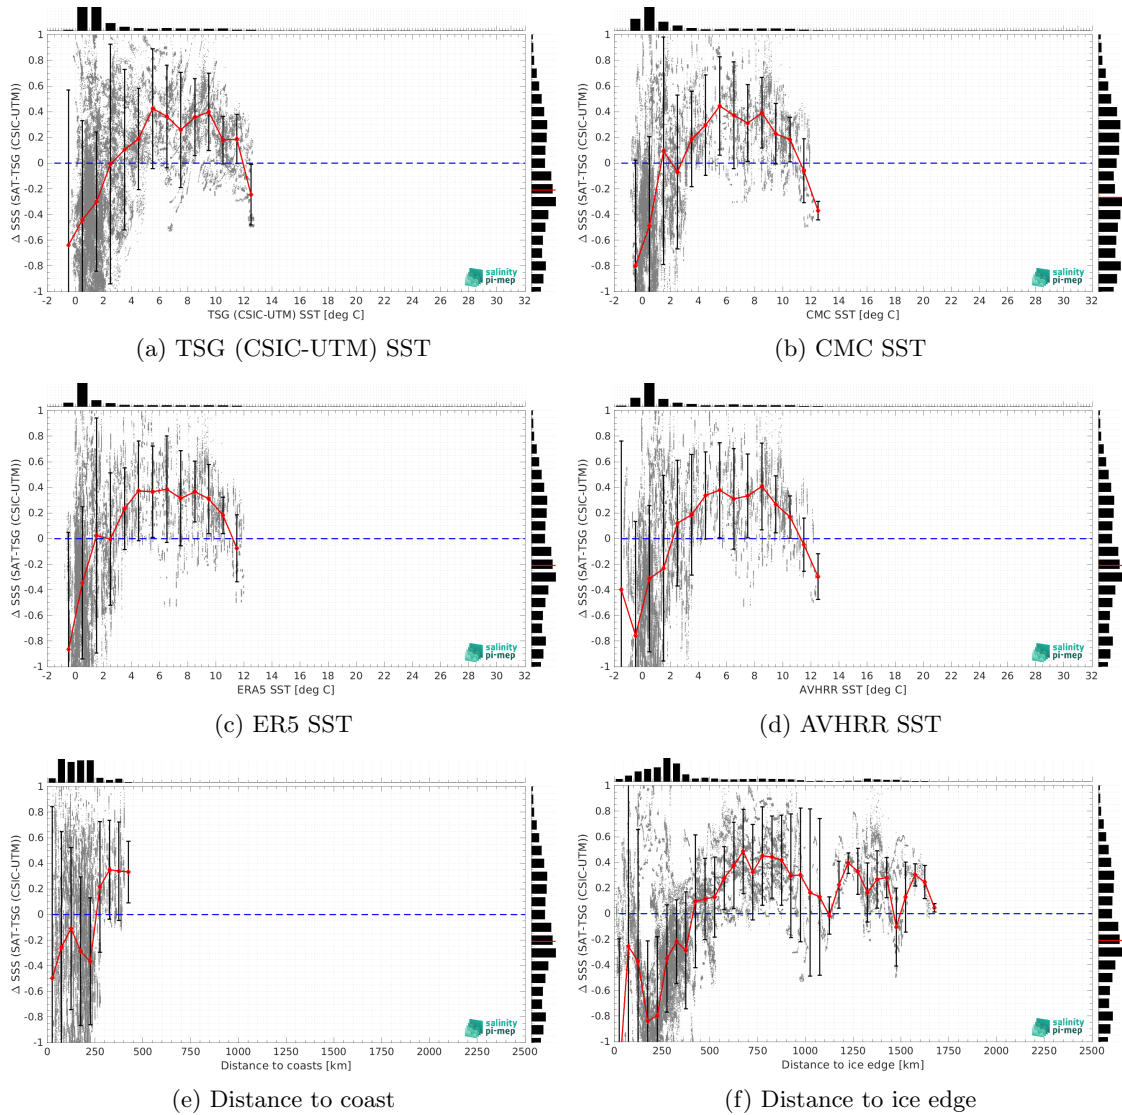 1
0.8
0.6
0.4
0.2
0
-0.2
-0.4
-0.6
-0.8
-1
Δ SSS (SAT-TSG (CSIC-UTM))
salinity
pi-mep
-2 0 2 4 6 8 10 12 14 16 18 20 22 24 26 28 30 32
TSG (CSIC-UTM) SST [deg C]
(a) TSG (CSIC-UTM) SST
1
0.8
0.6
0.4
0.2
0
-0.2
-0.4
-0.6
-0.8
-1
Δ SSS (SAT-TSG (CSIC-UTM))
salinity
pi-mep
-2 0 2 4 6 8 10 12 14 16 18 20 22 24 26 28 30 32
CMC SST [deg C]
(b) CMC SST
1
0.8
0.6
0.4
0.2
0
-0.2
-0.4
-0.6
-0.8
-1
Δ SSS (SAT-TSG (CSIC-UTM))
salinity
pi-mep
-2 0 2 4 6 8 10 12 14 16 18 20 22 24 26 28 30 32
ERA5 SST [deg C]
(c) ER5 SST
1
0.8
0.6
0.4
0.2
0
-0.2
-0.4
-0.6
-0.8
-1
Δ SSS (SAT-TSG (CSIC-UTM))
salinity
pi-mep
-2 0 2 4 6 8 10 12 14 16 18 20 22 24 26 28 30 32
AVHRR SST [deg C]
(d) AVHRR SST
1
0.8
0.6
0.4
0.2
0
-0.2
-0.4
-0.6
-0.8
-1
Δ SSS (SAT-TSG (CSIC-UTM))
salinity
pi-mep
0 250 500 750 1000 1250 1500 1750 2000 2250 2500
Distance to coasts [km]
(e) Distance to coast
1
0.8
0.6
0.4
0.2
0
-0.2
-0.4
-0.6
-0.8
-1
Δ SSS (SAT-TSG (CSIC-UTM))
salinity
pi-mep
0 250 500 750 1000 1250 1500 1750 2000 2250 2500
Distance to ice edge [km]
(f) Distance to ice edge